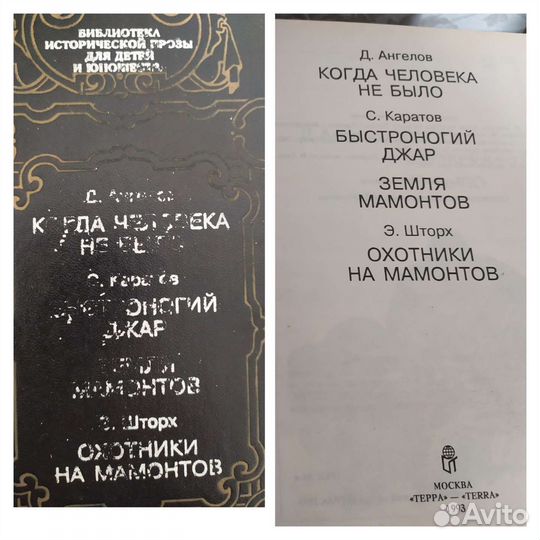 БИБЛИОТЕКА
ИСТОРИЧЕСКОЙ ПРОЗЫ
ДЛЯ ДЕТЕЙ
И ЮНОШЕСТВА
Д. Ангелов
КОГДА ЧЕЛОВЕКА
НЕ БЫЛО
С. Каратов
БЫСТРОНОГИЙ
ДЖАР
ЗЕМЛЯ
МАМОНТОВ
Э. Шторх
ОХОТНИКИ
НА МАМОНТОВ
Д. Ангелов
КОГДА ЧЕЛОВЕКА
НЕ БЫЛО
С. Каратов
БЫСТРОНОГИЙ
ДЖАР
ЗЕМЛЯ
МАМОНТОВ
Э. Шторх
ОХОТНИКИ
НА МАМОНТОВ
МОСКВА
«ТЕРРА» — «TERRA»
1993
Avito